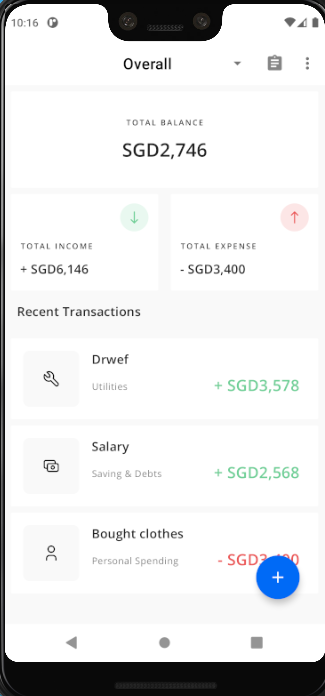 10:16
Overall
TOTAL BALANCE
SGD2,746
TOTAL INCOME
+ SGD6,146
TOTAL EXPENSE
- SGD3,400
Recent Transactions
Drwef
Utilities
+ SGD3,578
Salary
Saving & Debts
+ SGD2,568
Bought clothes
Personal Spending
- SGD3,400
+